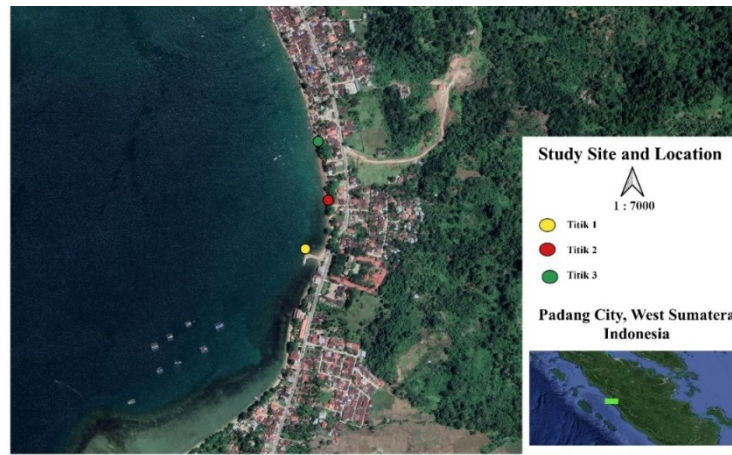 Study Site and Location
1 : 7000
Titik 1
Titik 2
Titik 3
Padang City, West Sumatera
Indonesia